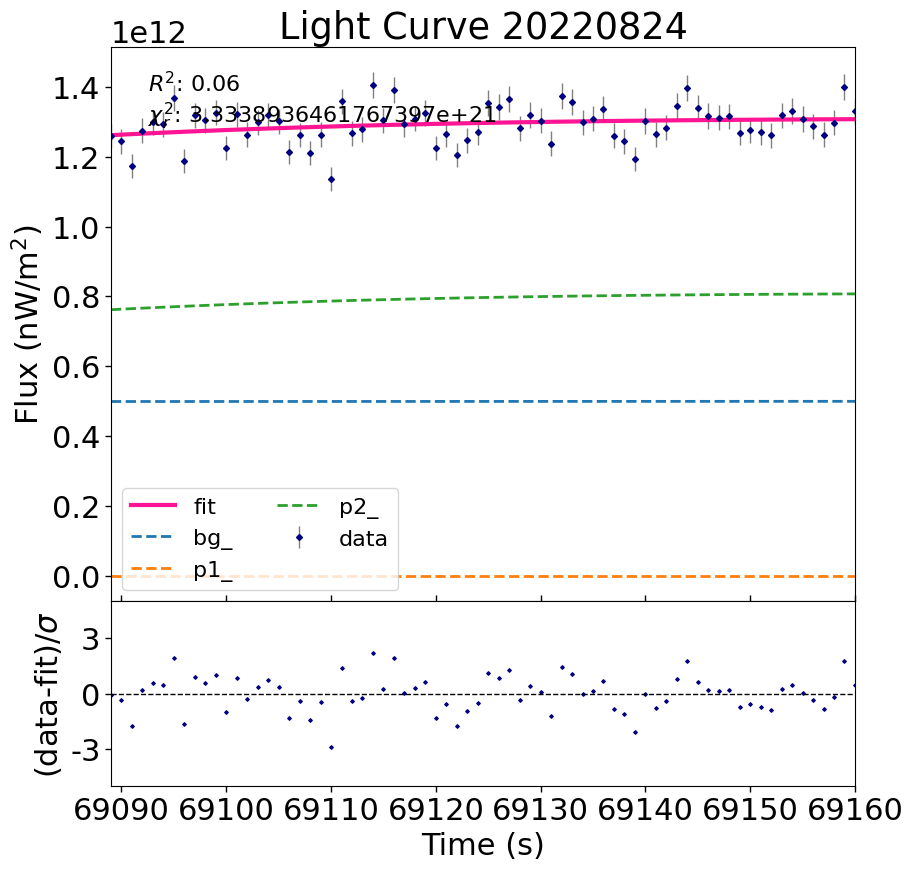 Light Curve 20220824
1e12
R²: 0.06
χ²: 3.333893646176739​7e+21
1.4
1.2
1.0
0.8
0.6
0.4
0.2
0.0
Flux (nW/m²)
fit
bg_
p1_
p2_
data
3
0
-3
(data-fit)/σ
69090 69100 69110 69120 69130 69140 69150 69160
Time (s)